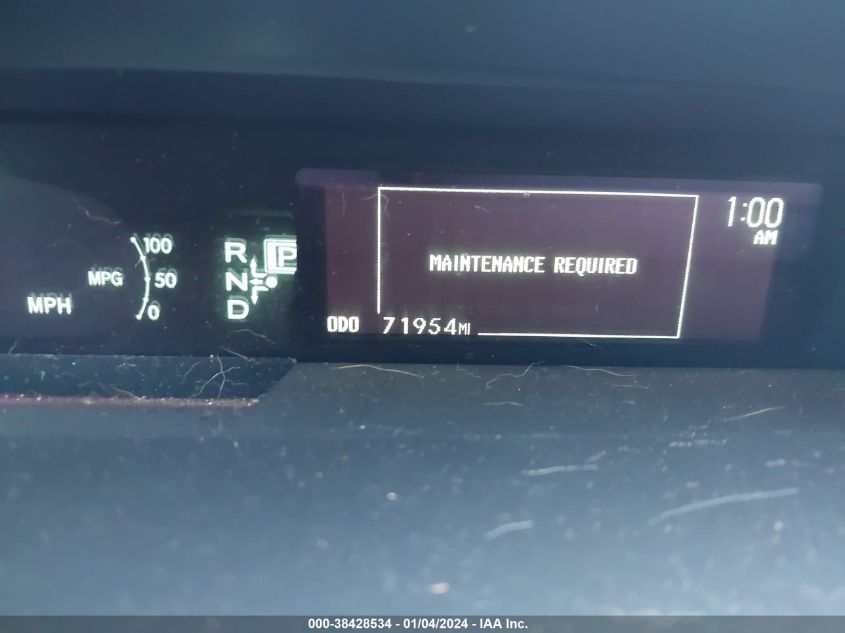 1:00
AM
100
R P
MPG 50
N
MAINTENANCE REQUIRED
MPH
0
D
ODO 71954MI
000-38428534 - 01/04/2024 - IAA Inc.